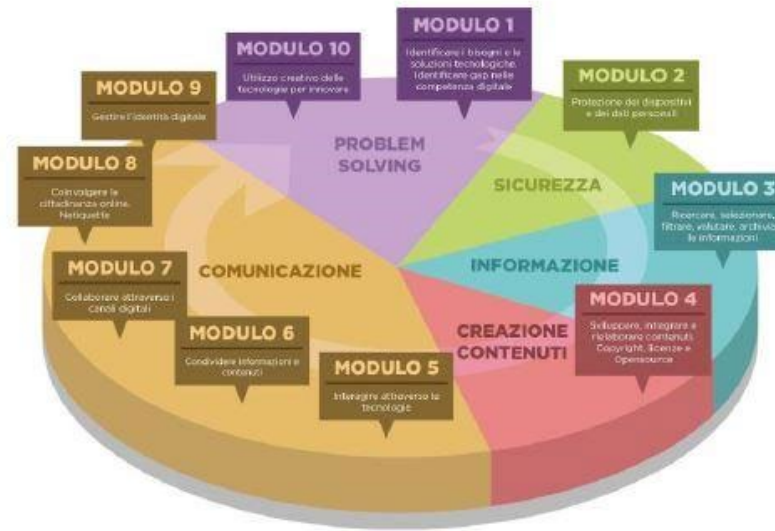 MODULO 1
Identificare i bisogni e le
soluzioni tecnologiche.
Identificare gap nelle
competenza digitale
MODULO 2
Protezione dei dispositivi
e dei dati personali
MODULO 3
Ricercare, selezionare,
filtrare, valutare, archivia
le informazioni
MODULO 4
Sviluppare, integrare e
rielaborare contenuti.
Copyright, licenze e
Opensource
MODULO 5
Interagire attraverso le
tecnologie
MODULO 6
Condividere informazioni e
contenuti
MODULO 7
Collaborare attraverso i
canali digitali
MODULO 8
Coinvolgere la
cittadinanza online.
Netiquette
MODULO 9
Gestire l'identità digitale
MODULO 10
Utilizzo creativo delle
tecnologie per innovare
PROBLEM
SOLVING
SICUREZZA
INFORMAZIONE
CREAZIONE
CONTENUTI
COMUNICAZIONE